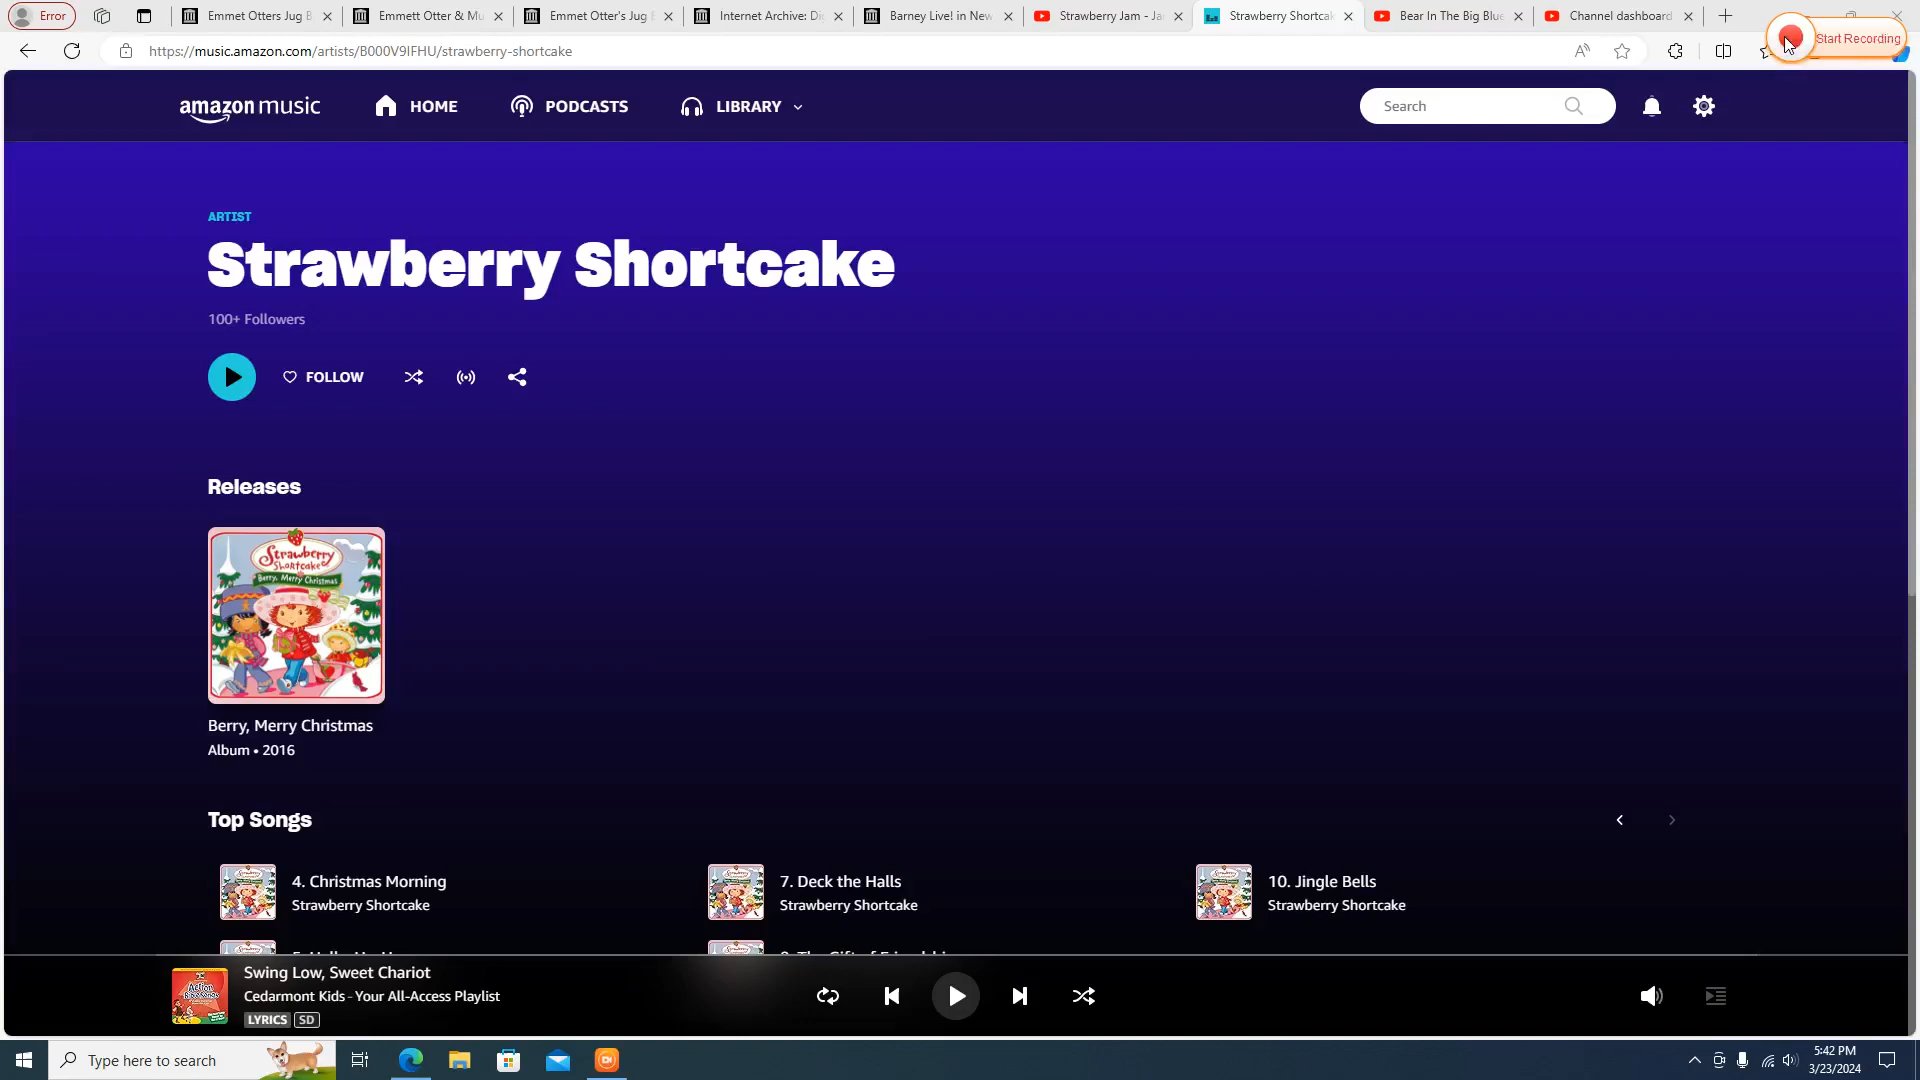 Error
Emmet Otters Jug B
Emmett Otter & Mu
Emmet Otter's Jug
Internet Archive: Di
Barney Live! in New
Strawberry Jam - Ja
Strawberry Shortcak
Bear In The Big Blue
Channel dashboard
Start Recording
https://music.amazon.com/artists/B000V9IFHU/strawberry-shortcake
amazon music
HOME
PODCASTS
LIBRARY
Search
ARTIST
Strawberry Shortcake
100+ Followers
FOLLOW
Releases
Strawberry
Shortcake
Berry, Merry Christmas
Berry, Merry Christmas
Album • 2016
Top Songs
4. Christmas Morning
Strawberry Shortcake
7. Deck the Halls
Strawberry Shortcake
10. Jingle Bells
Strawberry Shortcake
Swing Low, Sweet Chariot
Cedarmont Kids - Your All-Access Playlist
LYRICS SD
Type here to search
5:42 PM
3/23/2024